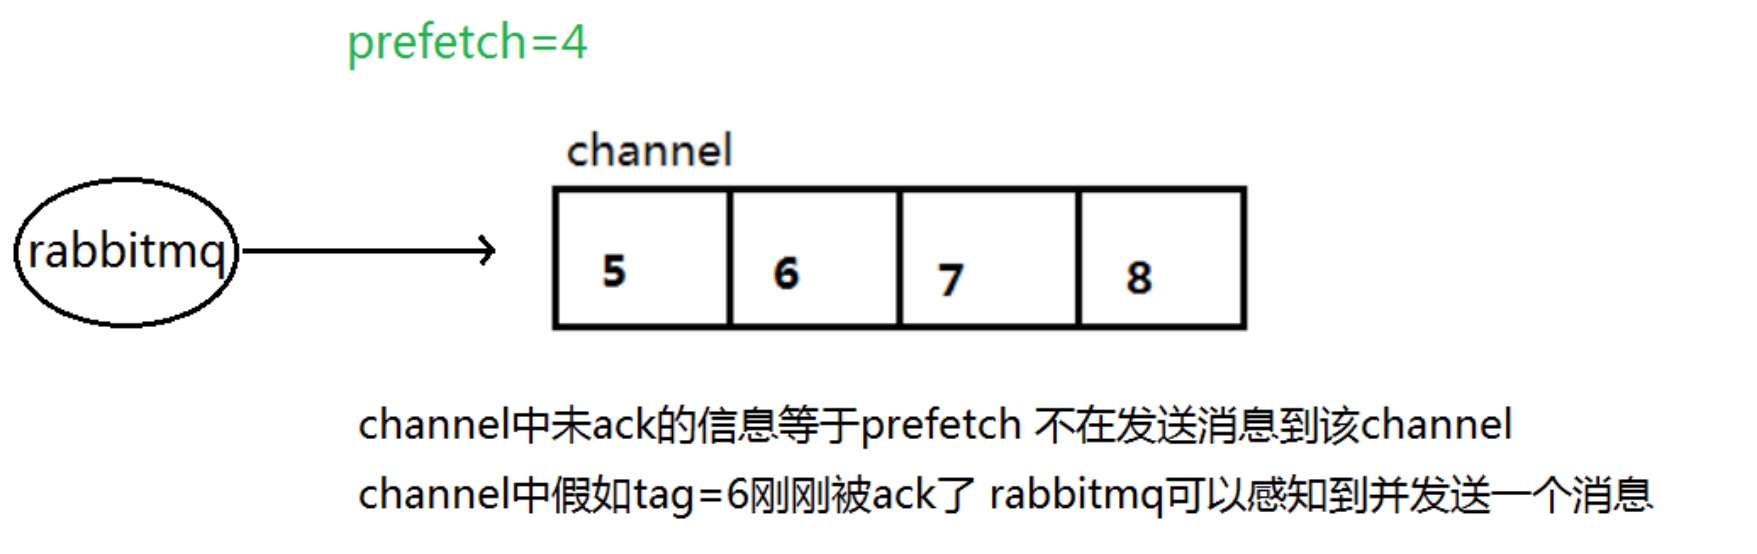 prefetch=4
channel
rabbitmq
5 6 7 8
channel中未ack的信息等于prefetch 不在发送消息到该channel
channel中假如tag=6刚刚被ack了 rabbitmq可以感知到并发送一个消息